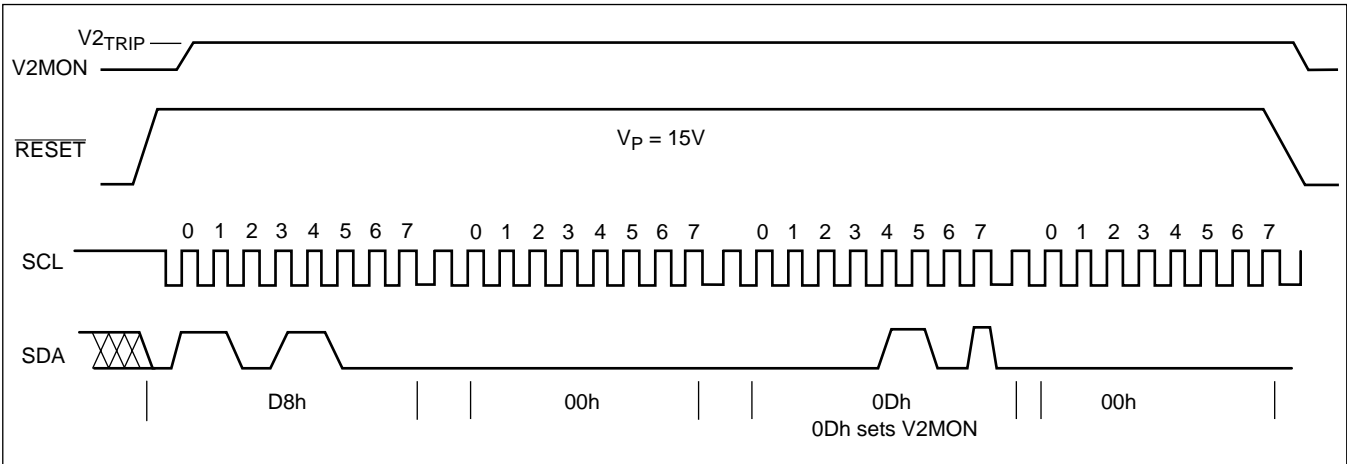 V2TRIP
V2MON
RESET
VP = 15V
0 1 2 3 4 5 6 7 0 1 2 3 4 5 6 7 0 1 2 3 4 5 6 7 0 1 2 3 4 5 6 7
SCL
SDA
D8h 00h 0Dh 00h
0Dh sets V2MON